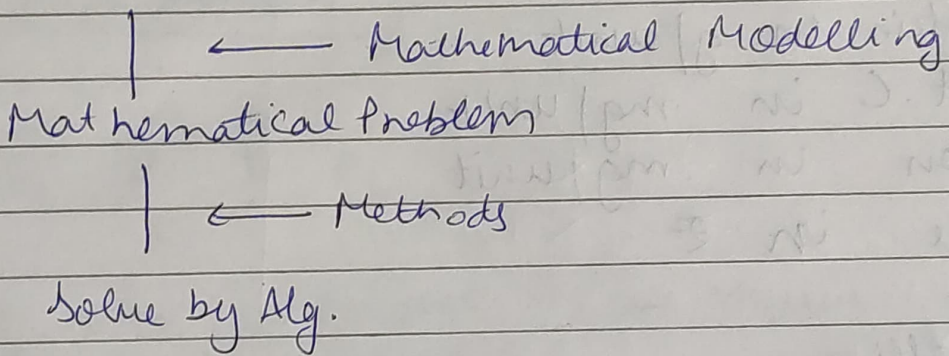 ← Mathematical Modelling
Mathematical Problem
← Methods
Solve by Alg.